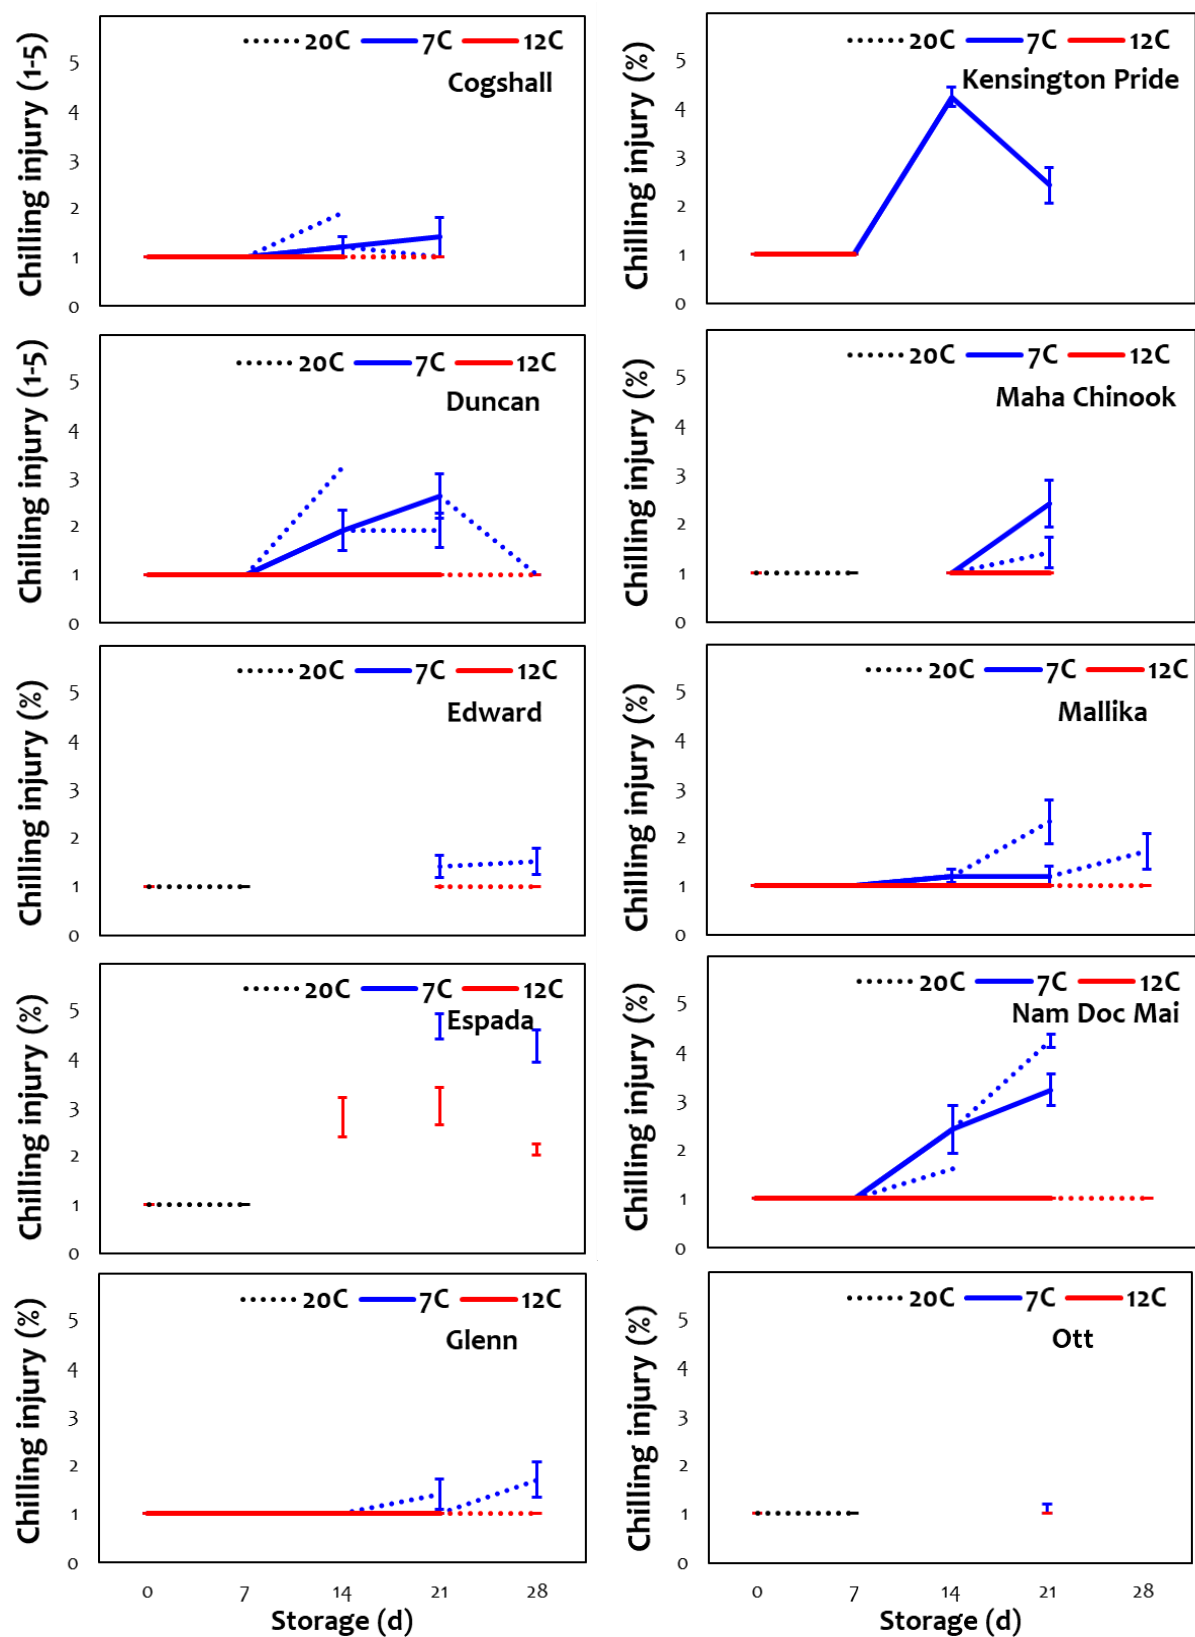 Chilling injury (1-5)
20C 7C 12C
Cogshall
5
4
3
2
1
0
Chilling injury (%)
20C 7C 12C
Kensington Pride
5
4
3
2
1
0
Chilling injury (1-5)
20C 7C 12C
Duncan
5
4
3
2
1
0
Chilling injury (%)
20C 7C 12C
Maha Chinook
5
4
3
2
1
0
Chilling injury (%)
20C 7C 12C
Edward
5
4
3
2
1
0
Chilling injury (%)
20C 7C 12C
Mallika
5
4
3
2
1
0
Chilling injury (%)
20C 7C 12C
Espada
5
4
3
2
1
0
Chilling injury (%)
20C 7C 12C
Nam Doc Mai
5
4
3
2
1
0
Chilling injury (%)
20C 7C 12C
Glenn
5
4
3
2
1
0
0 7 14 21 28
Storage (d)
Chilling injury (%)
20C 7C 12C
Ott
5
4
3
2
1
0
0 7 14 21 28
Storage (d)